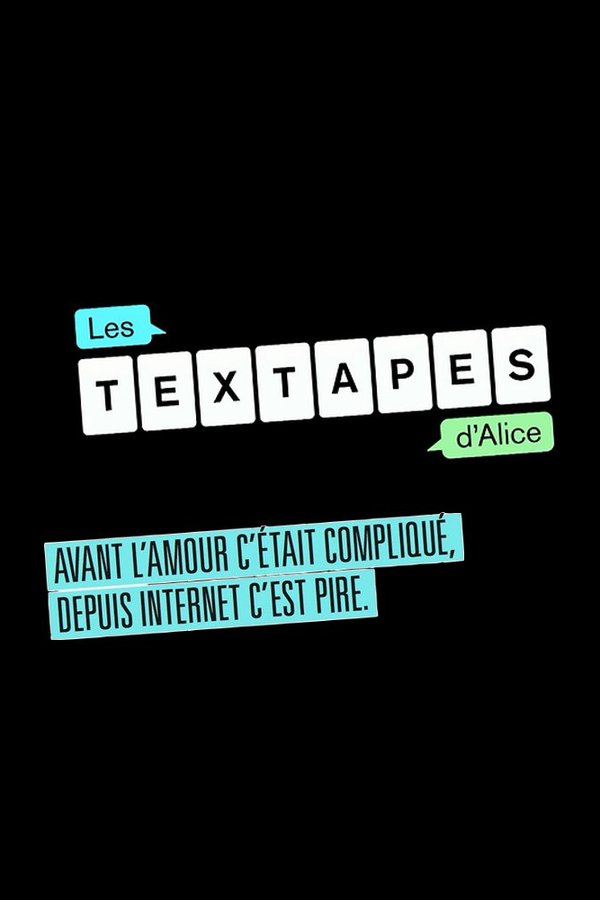 Les
TEXTAPES
d'Alice
AVANT L'AMOUR C'ÉTAIT COMPLIQUÉ,
DEPUIS INTERNET C'EST PIRE.